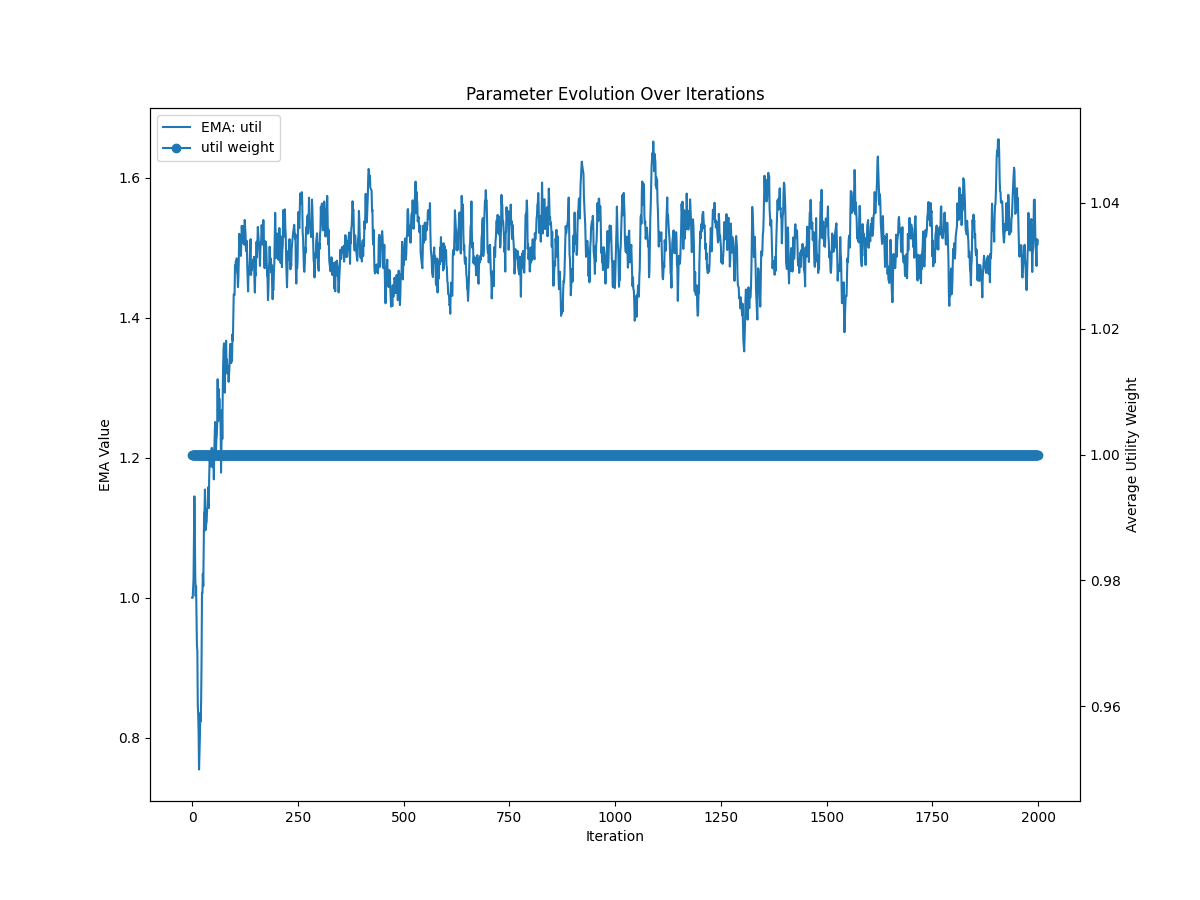 Parameter Evolution Over Iterations
EMA: util
util weight
1.6
1.4
1.2
1.0
0.8
EMA Value
1.04
1.02
1.00
0.98
0.96
Average Utility Weight
0 250 500 750 1000 1250 1500 1750 2000
Iteration